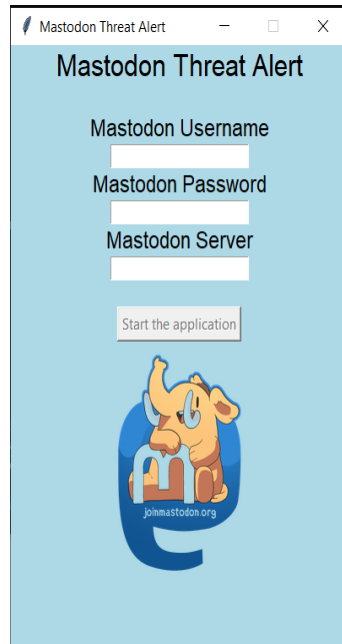 Mastodon Threat Alert
Mastodon Threat Alert
Mastodon Username
Mastodon Password
Mastodon Server
Start the application
joinmastodon.org